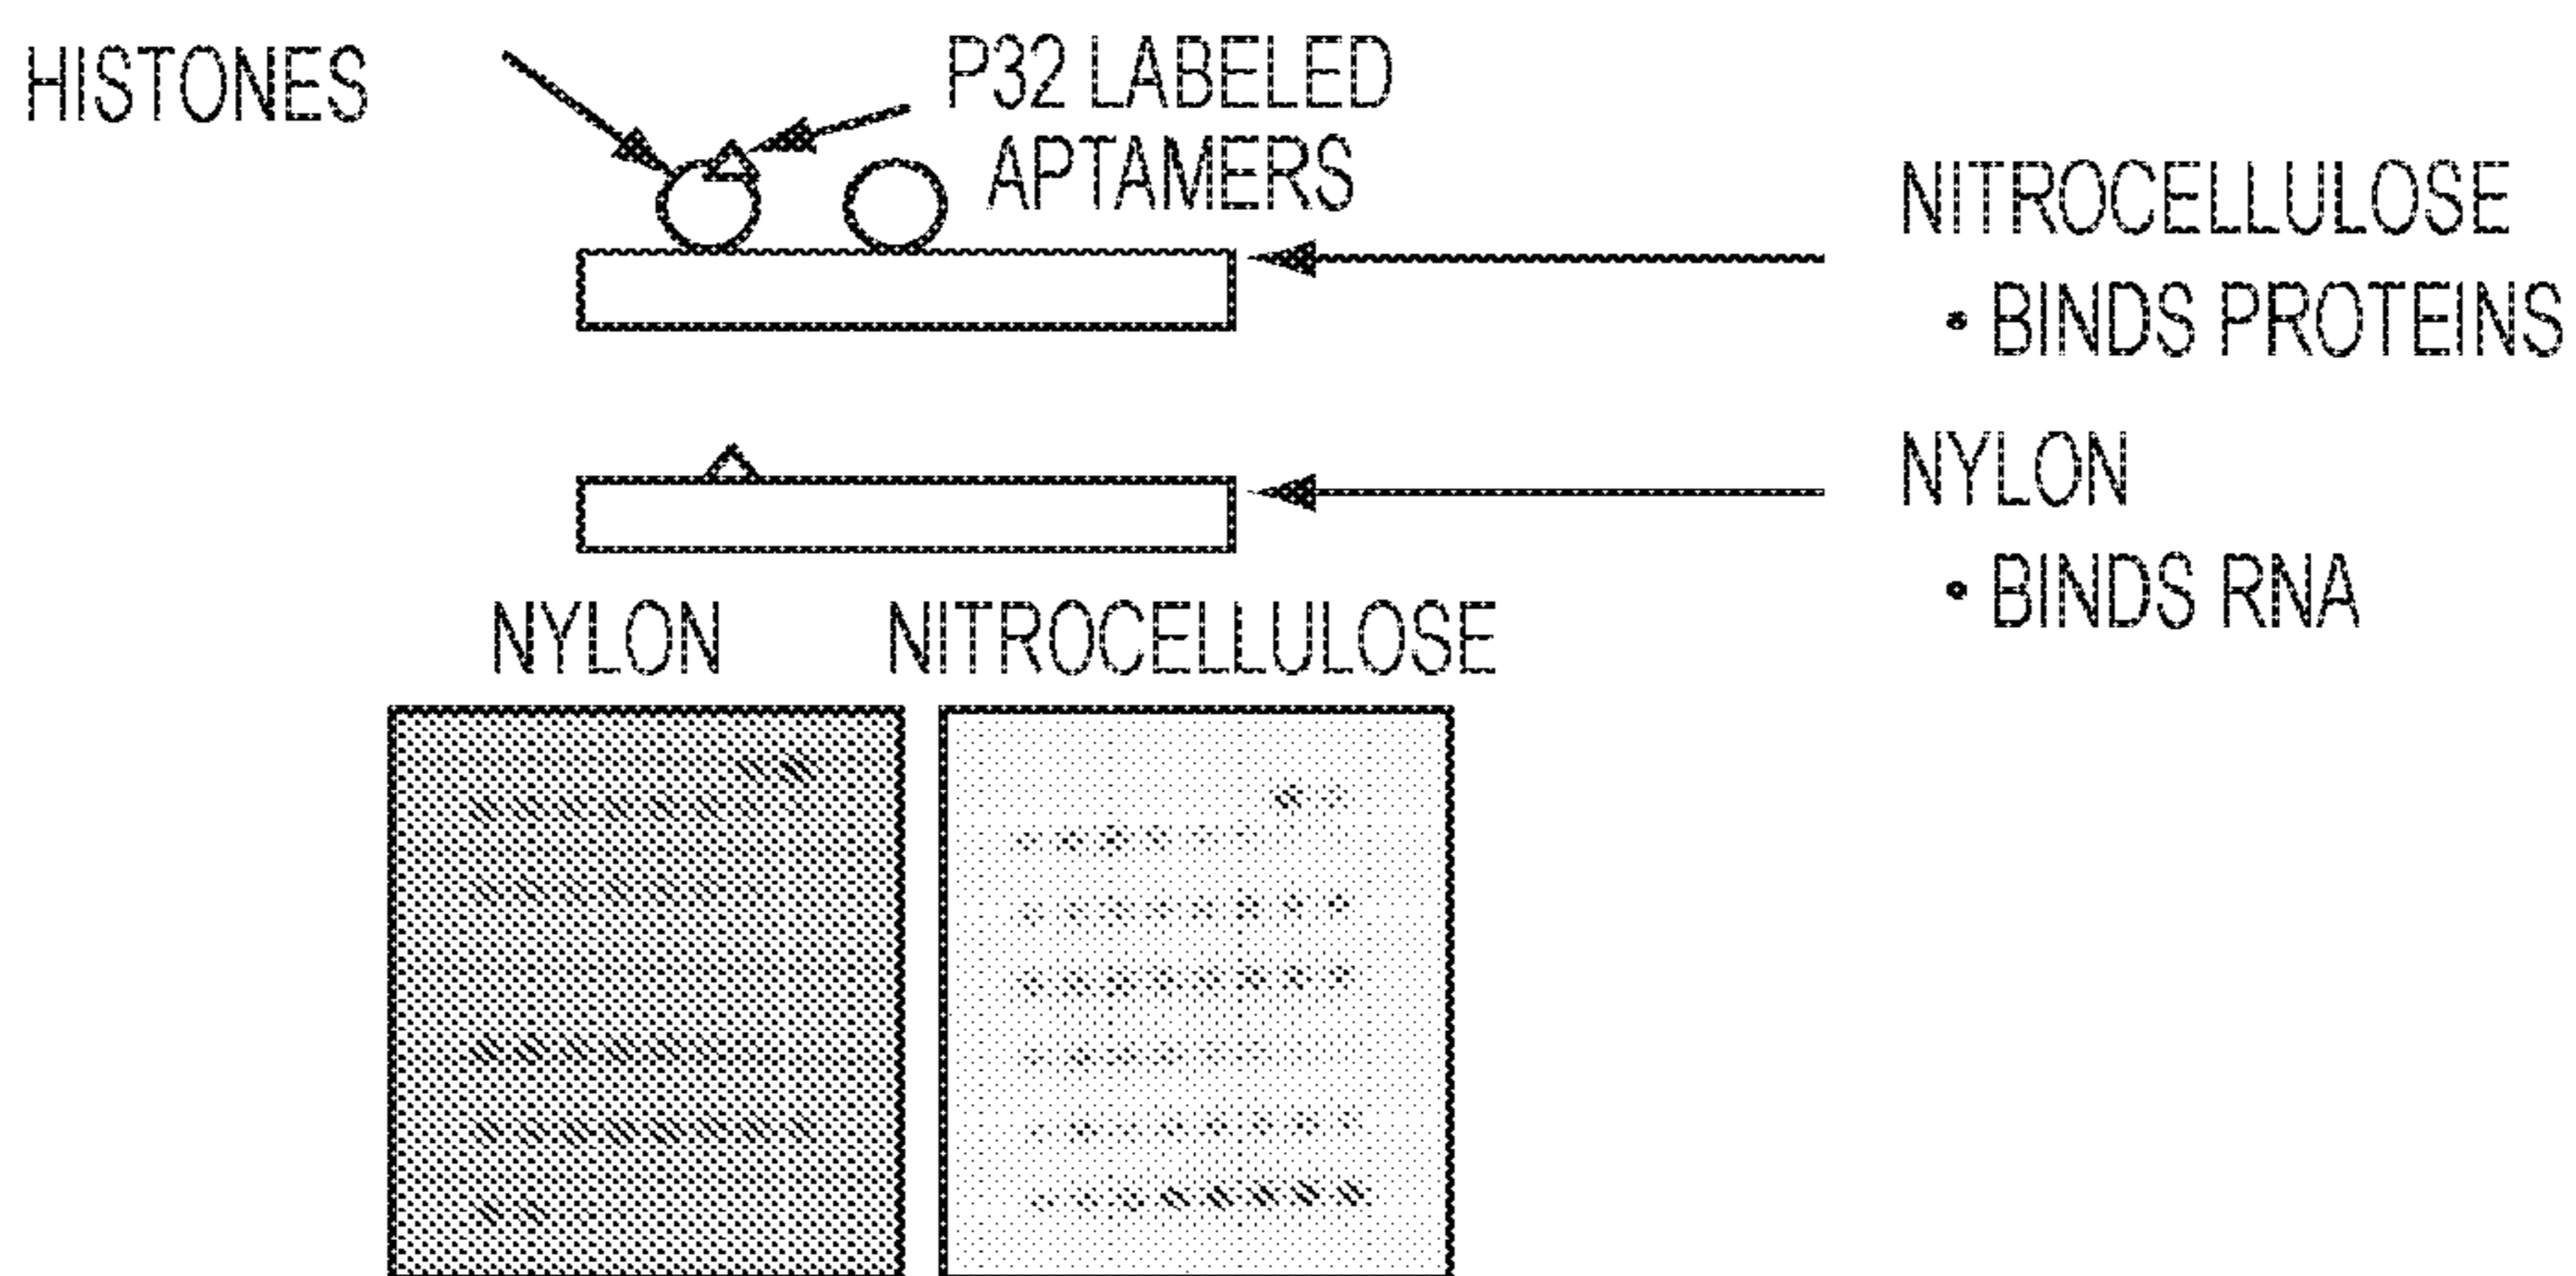 HISTONES
P32 LABELED
APTAMERS
NITROCELLULOSE
• BINDS PROTEINS
NYLON
• BINDS RNA
NYLON
NITROCELLULOSE